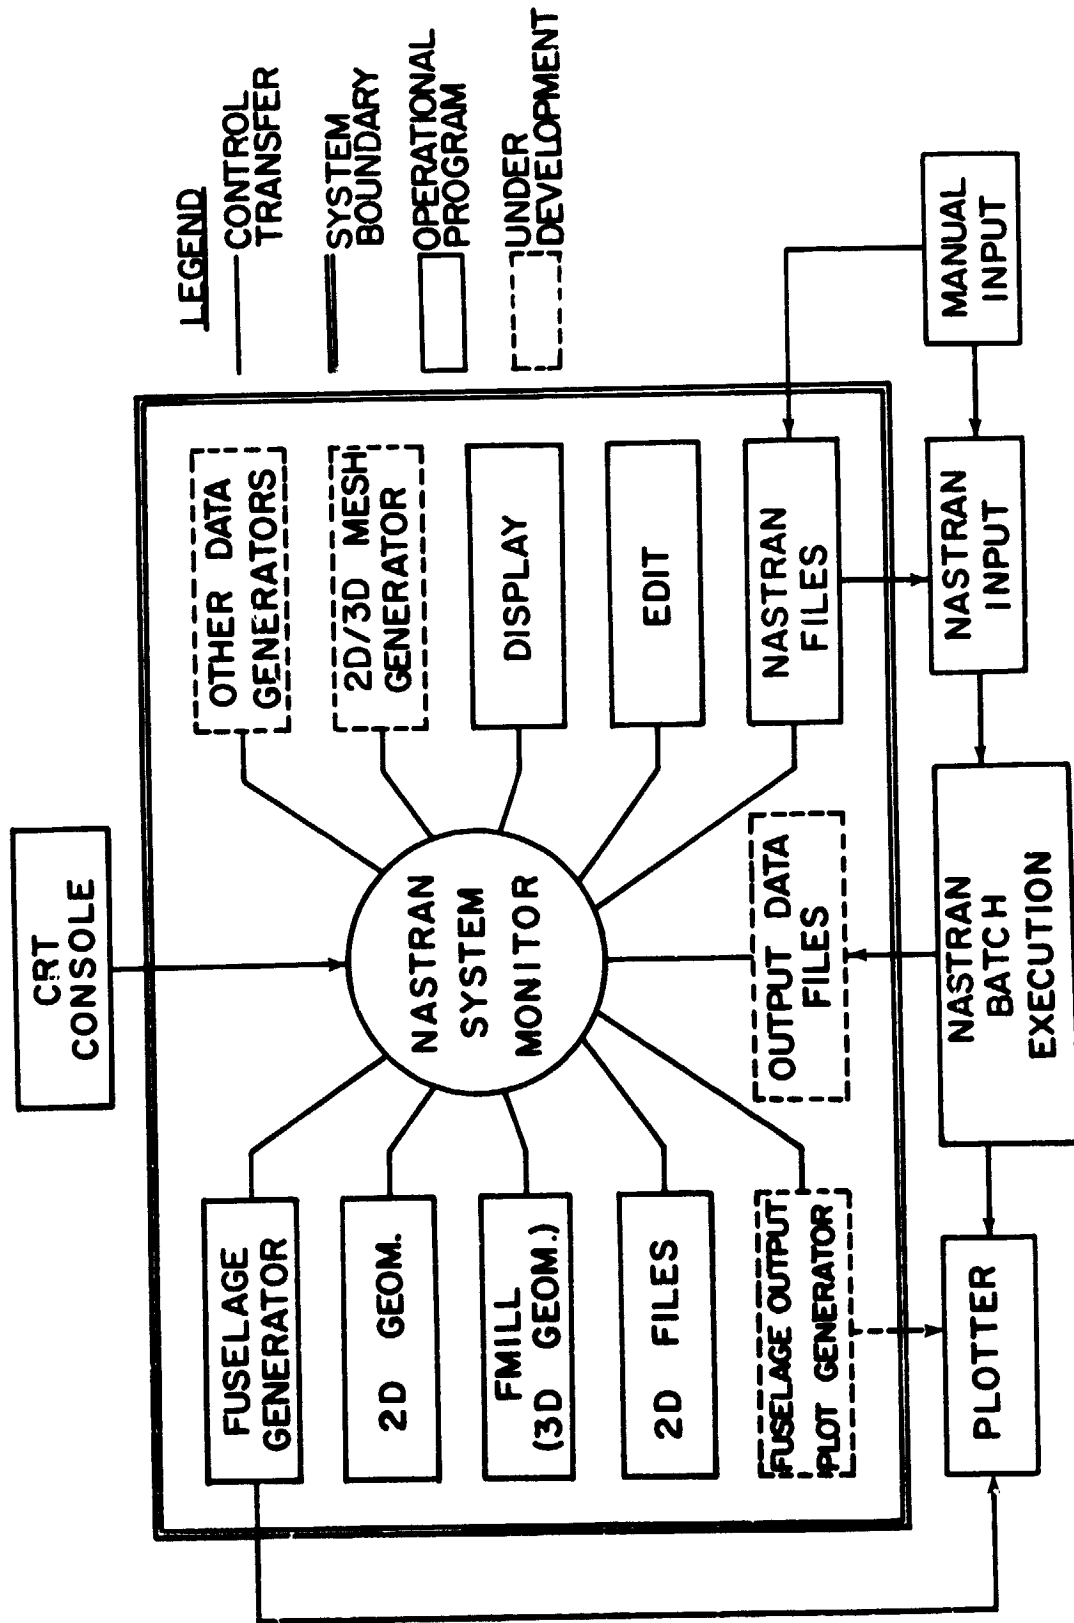 CRT
CONSOLE
LEGEND
CONTROL
TRANSFER
SYSTEM
BOUNDARY
OPERATIONAL
PROGRAM
UNDER
DEVELOPMENT
FUSELAGE
GENERATOR
2D GEOM.
FMILL
(3D GEOM.)
2D FILES
FUSELAGE OUTPUT
PLOT GENERATOR
NASTRAN
SYSTEM
MONITOR
OUTPUT DATA
FILES
OTHER DATA
GENERATORS
2D/3D MESH
GENERATOR
DISPLAY
EDIT
NASTRAN
FILES
PLOTTER
NASTRAN
BATCH
EXECUTION
NASTRAN
INPUT
MANUAL
INPUT